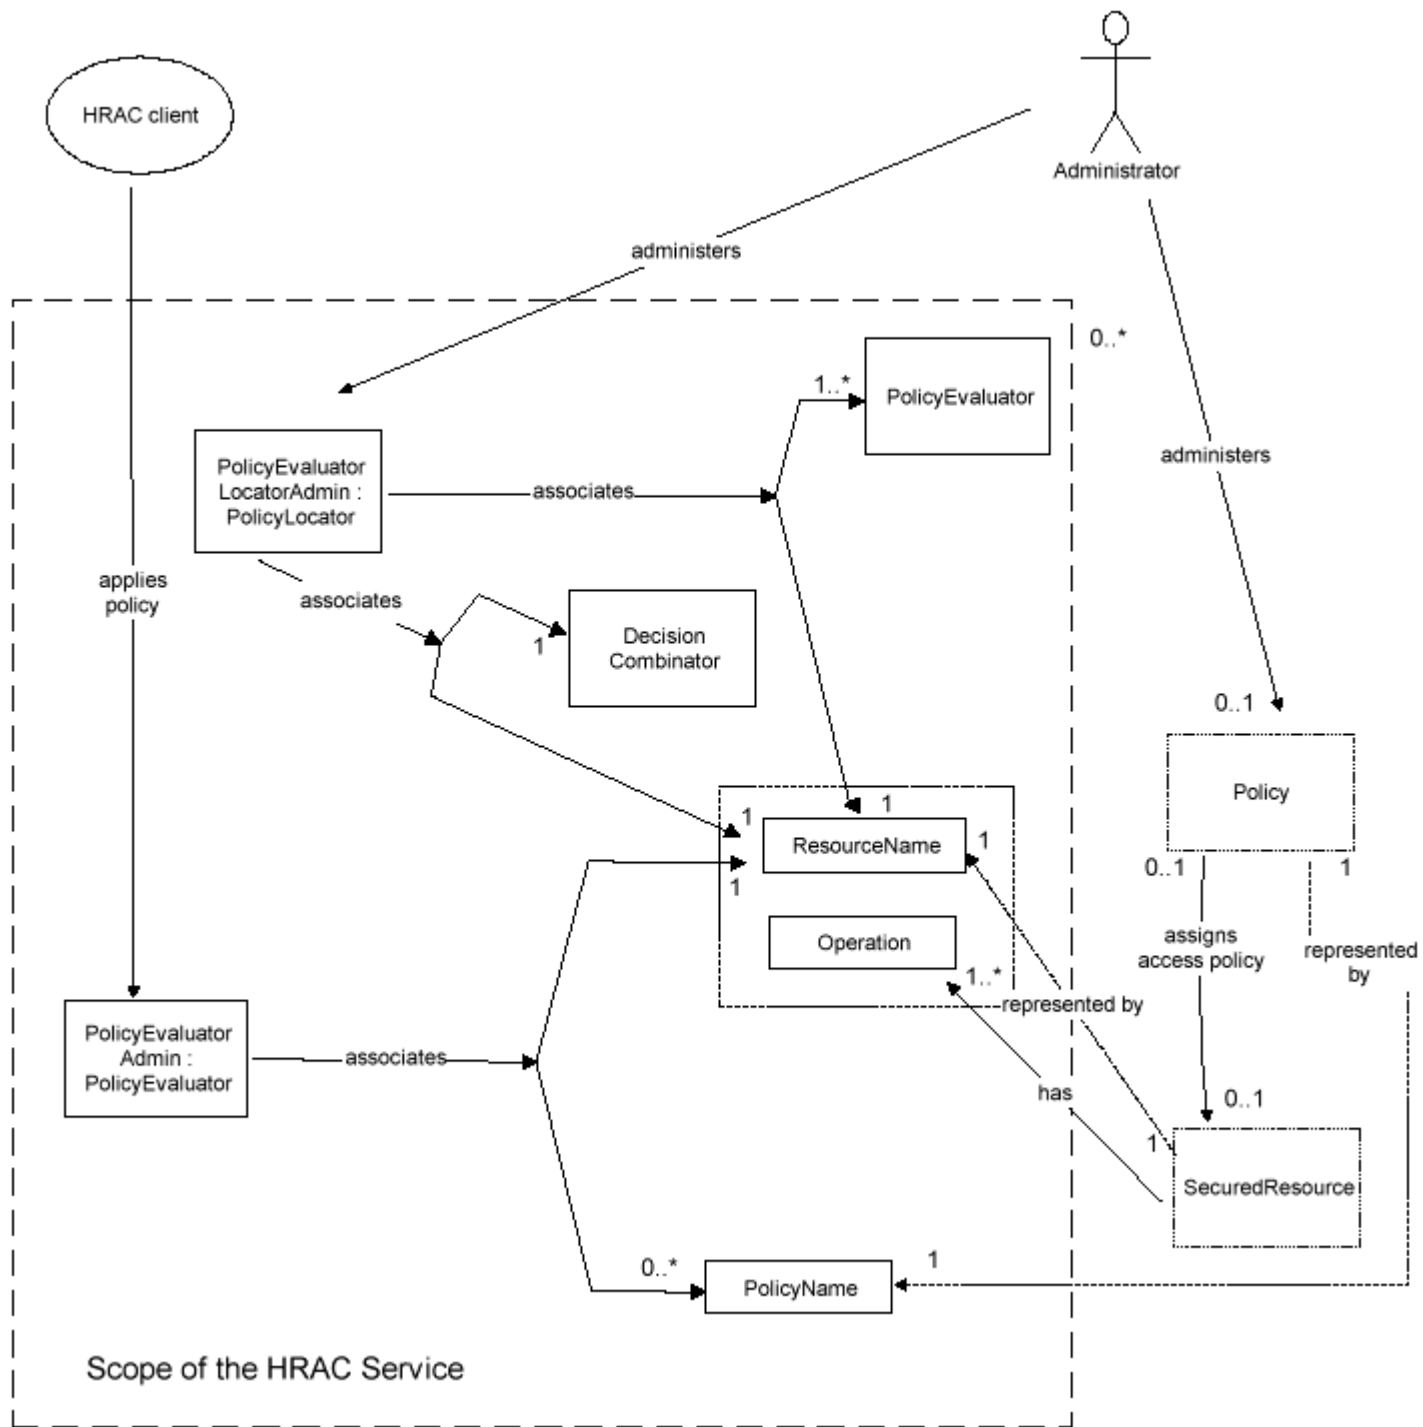 HRAC client
Administrator
administers
0..*
1..*
PolicyEvaluator
PolicyEvaluator
LocatorAdmin :
PolicyLocator
associates
administers
applies
policy
associates
1
Decision
Combinator
0..1
Policy
1
1
ResourceName
1
1
0..1
1
Operation
assigns
access policy
represented
by
1..*
represented by
PolicyEvaluator
Admin :
PolicyEvaluator
associates
has
0..1
1
SecuredResource
0..*
PolicyName
1
Scope of the HRAC Service